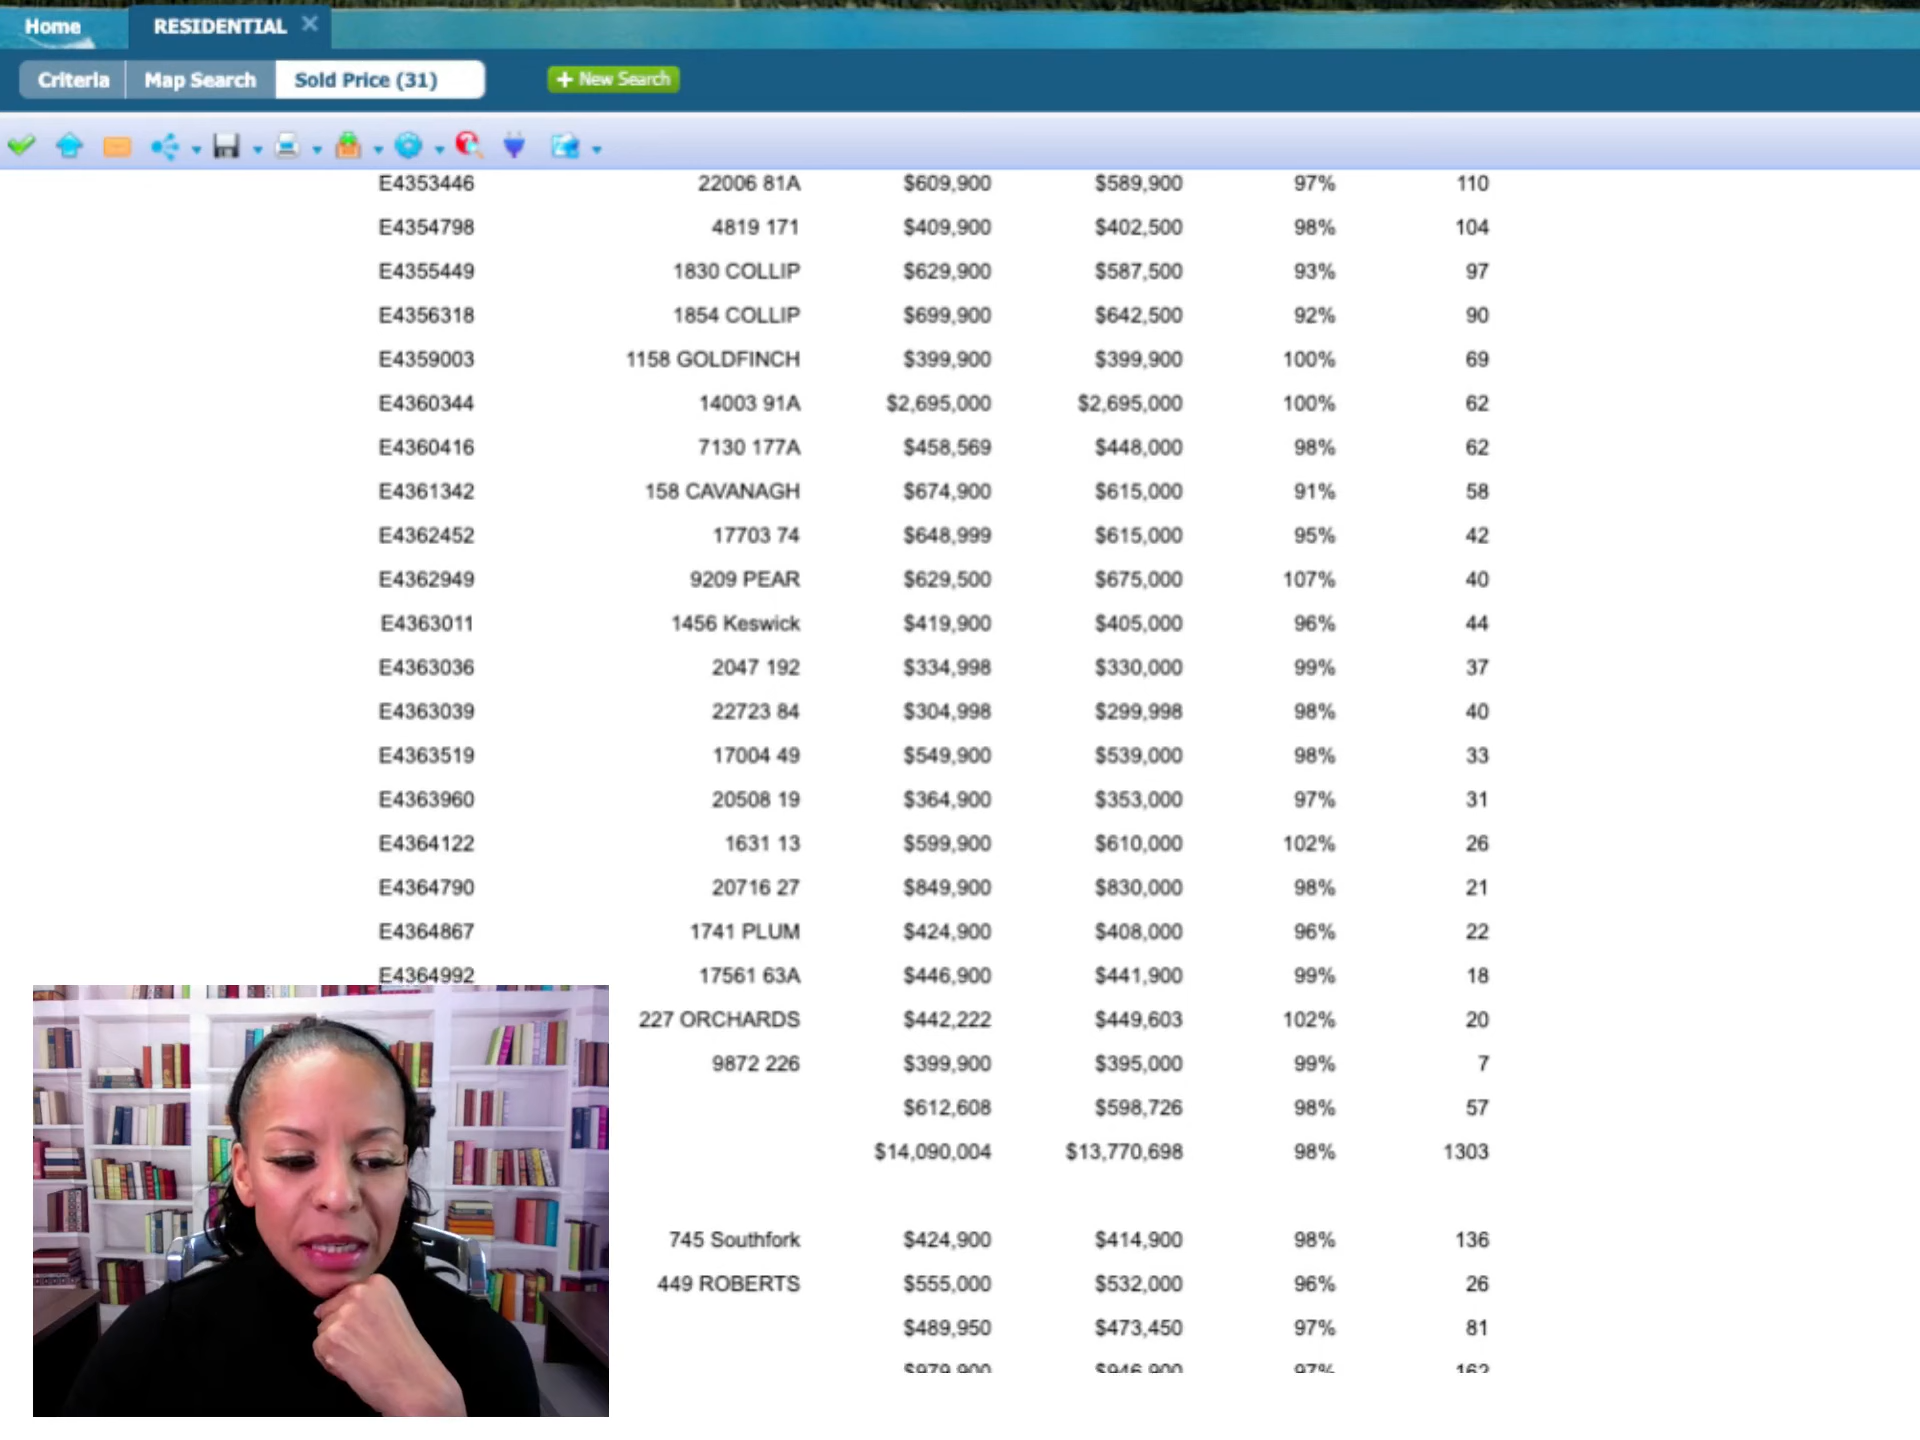 Home RESIDENTIAL
Criteria Map Search Sold Price (31) + New Search
E4353446 22006 81A $609,900 $589,900 97% 110
E4354798 4819 171 $409,900 $402,500 98% 104
E4355449 1830 COLLIP $629,900 $587,500 93% 97
E4356318 1854 COLLIP $699,900 $642,500 92% 90
E4359003 1158 GOLDFINCH $399,900 $399,900 100% 69
E4360344 14003 91A $2,695,000 $2,695,000 100% 62
E4360416 7130 177A $458,569 $448,000 98% 62
E4361342 158 CAVANAGH $674,900 $615,000 91% 58
E4362452 17703 74 $648,999 $615,000 95% 42
E4362949 9209 PEAR $629,500 $675,000 107% 40
E4363011 1456 Keswick $419,900 $405,000 96% 44
E4363036 2047 192 $334,998 $330,000 99% 37
E4363039 22723 84 $304,998 $299,998 98% 40
E4363519 17004 49 $549,900 $539,000 98% 33
E4363960 20508 19 $364,900 $353,000 97% 31
E4364122 1631 13 $599,900 $610,000 102% 26
E4364790 20716 27 $849,900 $830,000 98% 21
E4364867 1741 PLUM $424,900 $408,000 96% 22
E4364992 17561 63A $446,900 $441,900 99% 18
227 ORCHARDS $442,222 $449,603 102% 20
9872 226 $399,900 $395,000 99% 7
$612,608 $598,726 98% 57
$14,090,004 $13,770,698 98% 1303
745 Southfork $424,900 $414,900 98% 136
449 ROBERTS $555,000 $532,000 96% 26
$489,950 $473,450 97% 81
$979,900 $946,900 97% 162